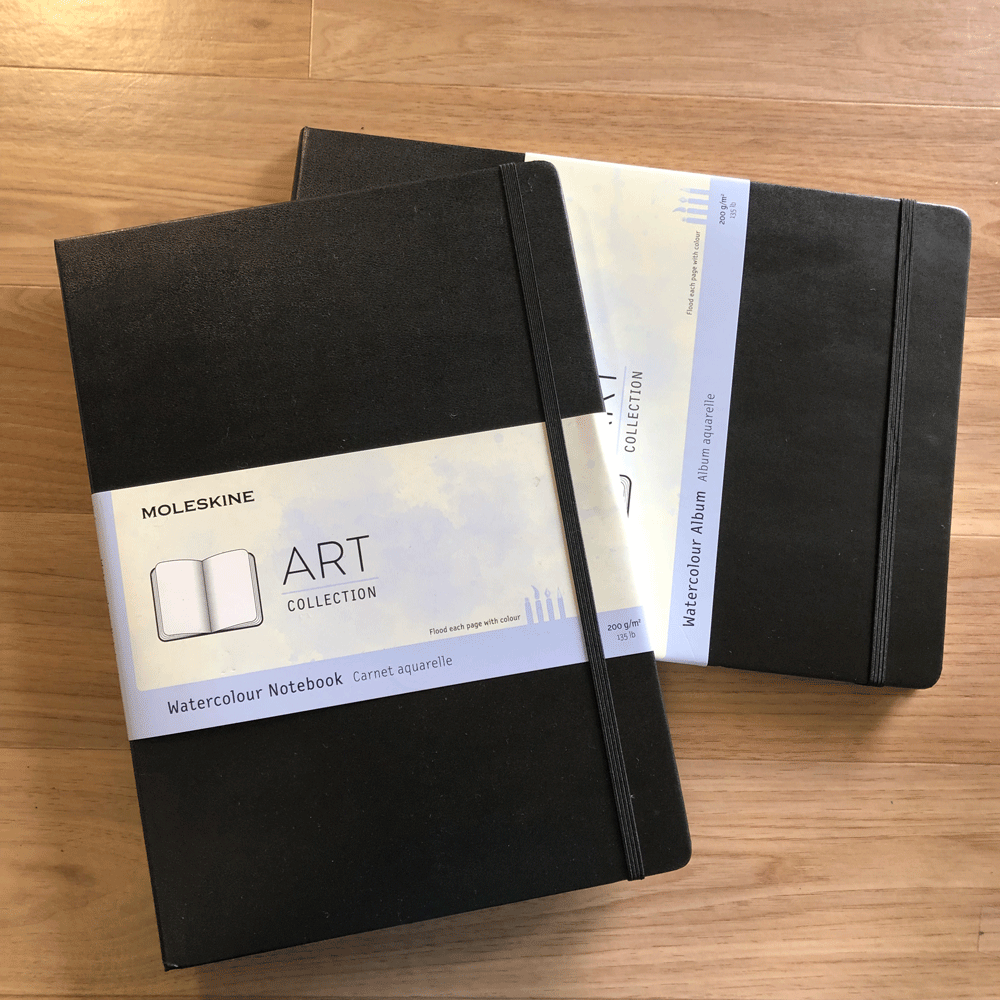 MOLESKINE
ART
COLLECTION
Flood each page with colour
200 g/m²
135 lb
Watercolour Notebook Carnet aquarelle
COLLECTION
Flood each page with colour
200 g/m²
135 lb
Watercolour Album Album aquarelle